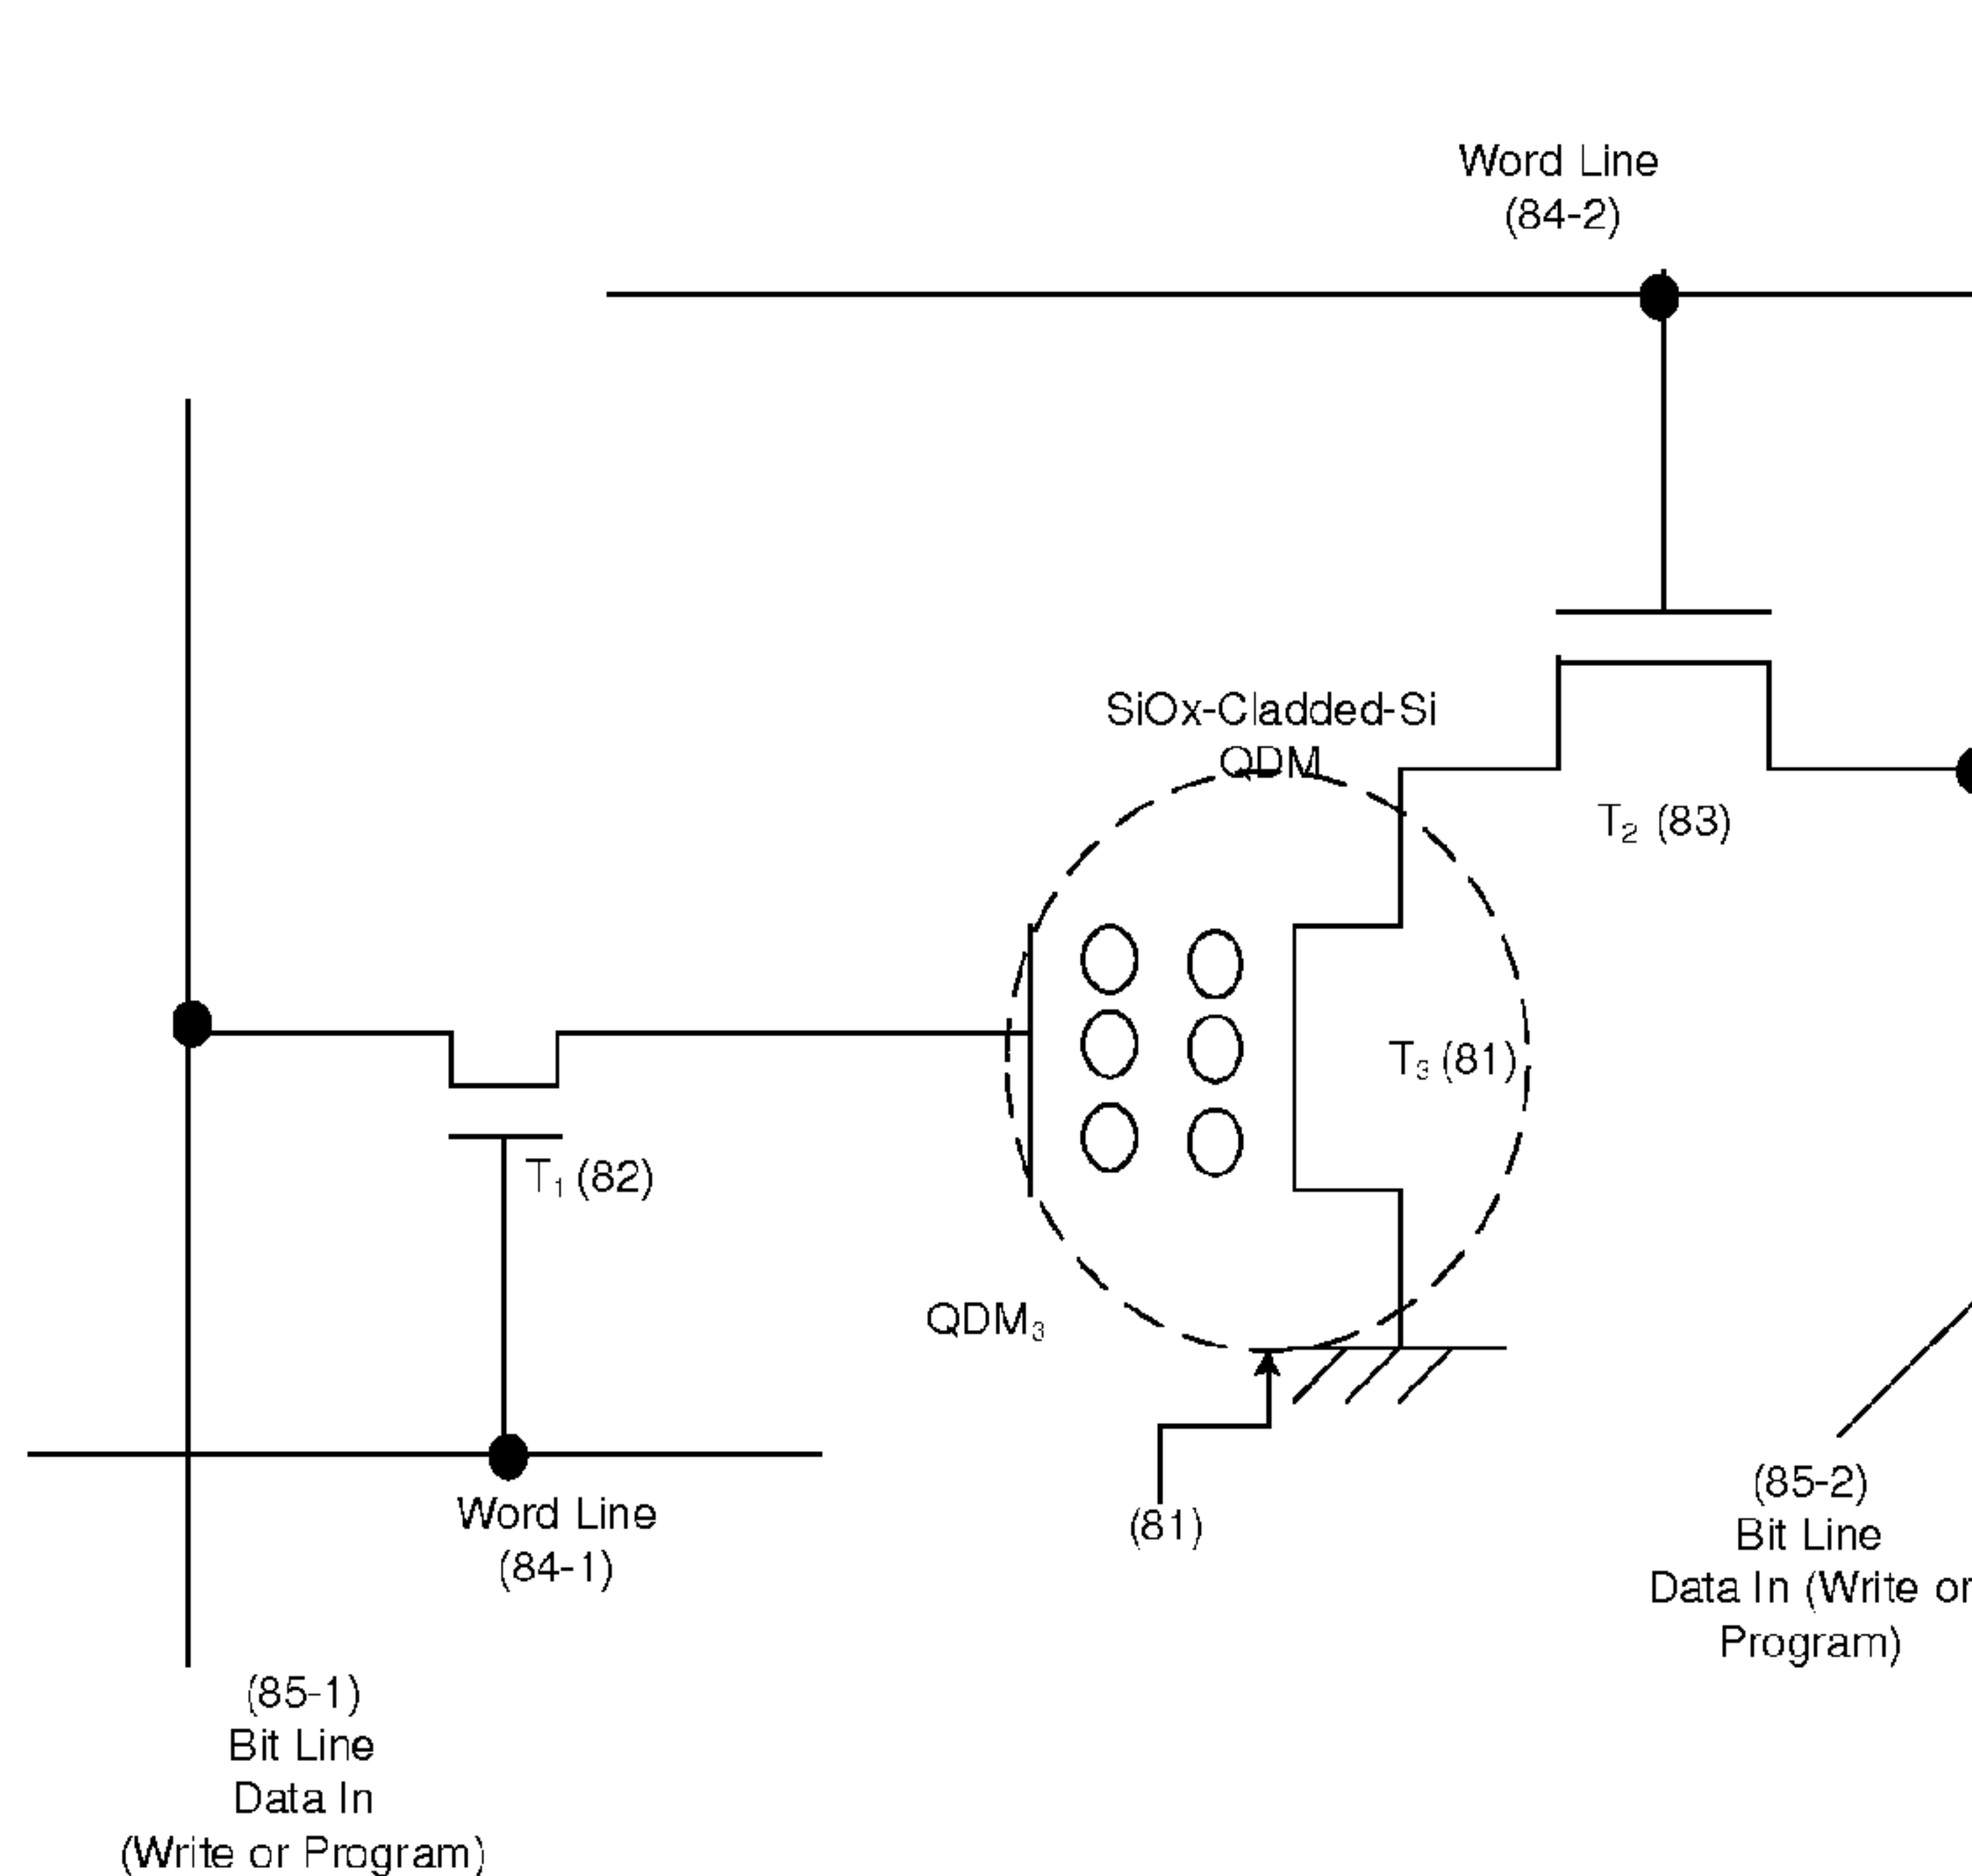 Word Line
(84-2)
SiOx-Cladded-Si
QDM
T₂ (83)
T₃ (81)
T₁ (82)
QDM₃
(81)
Word Line
(84-1)
(85-2)
Bit Line
Data In (Write or
Program)
(85-1)
Bit Line
Data In
(Write or Program)